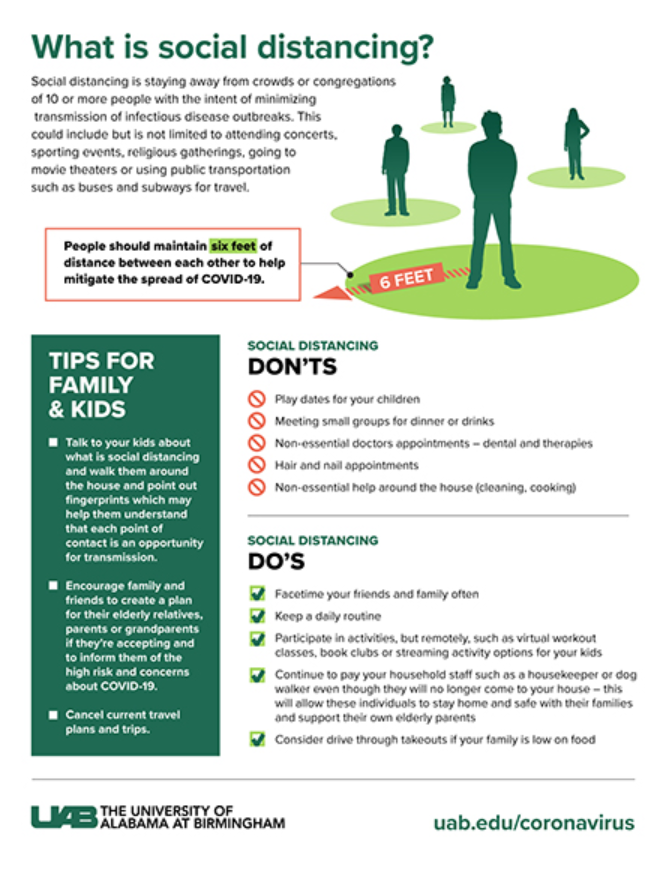 What is social distancing?
Social distancing is staying away from crowds or congregations
of 10 or more people with the intent of minimizing
transmission of infectious disease outbreaks. This
could include but is not limited to attending concerts,
sporting events, religious gatherings, going to
movie theaters or using public transportation
such as buses and subways for travel.
People should maintain six feet of
distance between each other to help
mitigate the spread of COVID-19.
6 FEET
TIPS FOR
FAMILY
& KIDS
Talk to your kids about
what is social distancing
and walk them around
the house and point out
fingerprints which may
help them understand
that each point of
contact is an opportunity
for transmission.
Encourage family and
friends to create a plan
for their elderly relatives,
parents or grandparents
if they're accepting and
to inform them of the
high risk and concerns
about COVID-19.
Cancel current travel
plans and trips.
SOCIAL DISTANCING
DON'TS
Play dates for your children
Meeting small groups for dinner or drinks
Non-essential doctors appointments – dental and therapies
Hair and nail appointments
Non-essential help around the house (cleaning, cooking)
SOCIAL DISTANCING
DO'S
Facetime your friends and family often
Keep a daily routine
Participate in activities, but remotely, such as virtual workout
classes, book clubs or streaming activity options for your kids
Continue to pay your household staff such as a housekeeper or dog
walker even though they will no longer come to your house – this
will allow these individuals to stay home and safe with their families
and support their own elderly parents
Consider drive through takeouts if your family is low on food
UAB THE UNIVERSITY OF
ALABAMA AT BIRMINGHAM
uab.edu/coronavirus